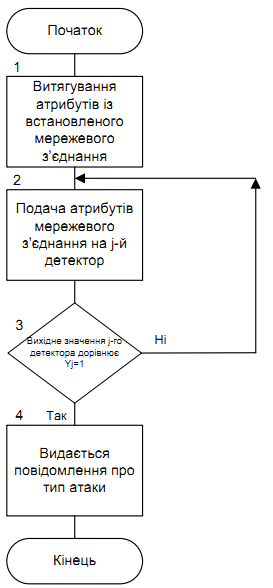 Початок
1
Витягування
атрибутів із
встановленого
мережевого
з'єднання
2
Подача атрибутів
мережевого
з'єднання на j-й
детектор
3
Вихідне значення j-го
детектора дорівнює
Yj=1
Ні
4
Так
Видається
повідомлення про
тип атаки
Кінець